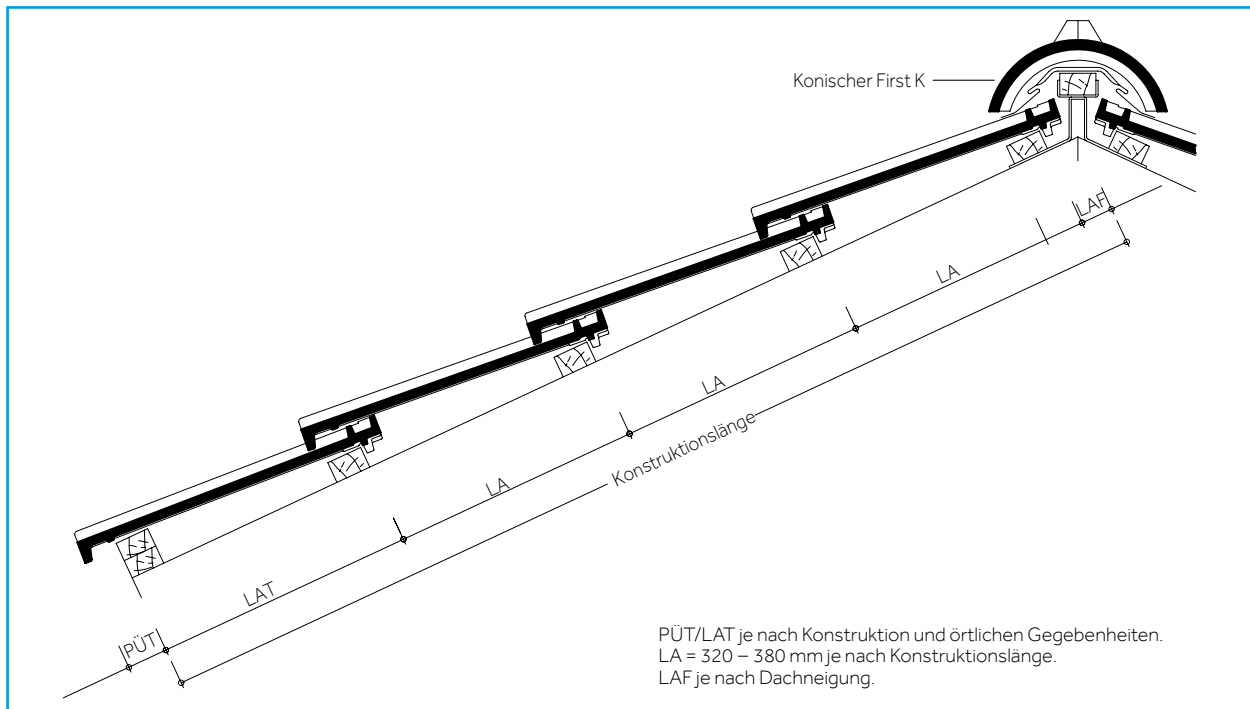 Konischer First K
LAF
LA
LA
Konstruktionslänge
LA
LAT
PÜT
PÜT/LAT je nach Konstruktion und örtlichen Gegebenheiten.
LA = 320 – 380 mm je nach Konstruktionslänge.
LAF je nach Dachneigung.